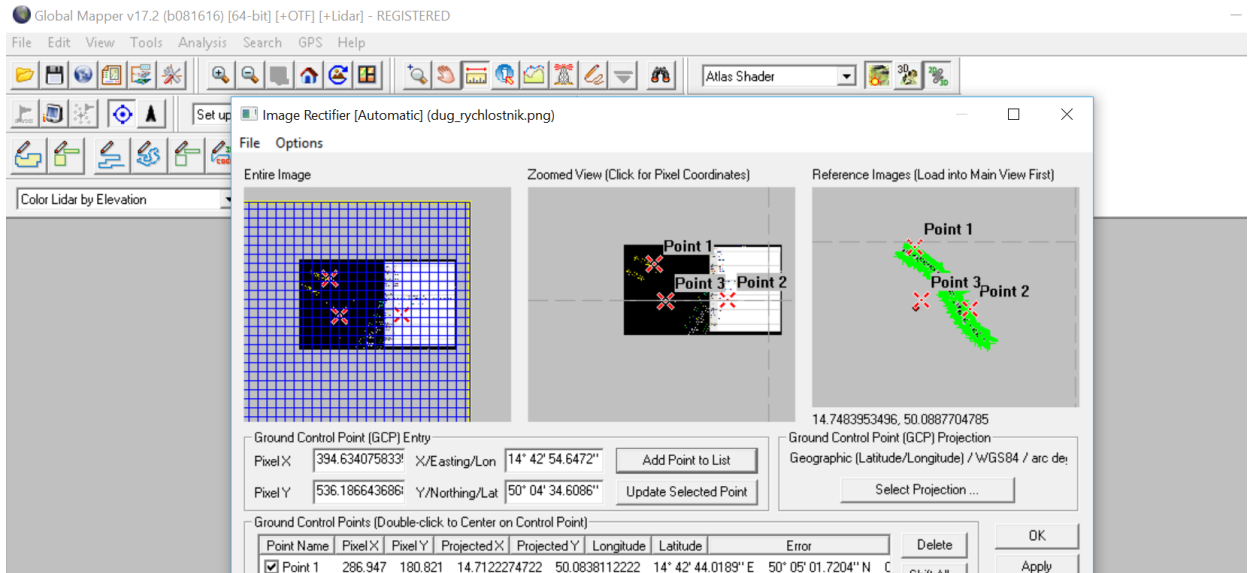 Global Mapper v17.2 (b081616) [64-bit] [+OTF] [+Lidar] - REGISTERED
File Edit View Tools Analysis Search GPS Help
Atlas Shader
3D
Set up
Image Rectifier [Automatic] (dug_rychlostnik.png)
File Options
Color Lidar by Elevation
Entire Image
Zoomed View (Click for Pixel Coordinates)
Reference Images (Load into Main View First)
Point 1
Point 3
Point 2
Point 1
Point 3
Point 2
14.7483953496, 50.0887704785
Ground Control Point (GCP) Entry
Pixel X 394.634075833 X/Easting/Lon 14° 42' 54.6472" Add Point to List
Pixel Y 536.186643686 Y/Northing/Lat 50° 04' 34.6086" Update Selected Point
Ground Control Point (GCP) Projection
Geographic (Latitude/Longitude) / WGS84 / arc deg
Select Projection ...
Ground Control Points (Double-click to Center on Control Point)
Point Name Pixel X Pixel Y Projected X Projected Y Longitude Latitude Error
Point 1 286.947 180.821 14.7122274722 50.0838112222 14° 42' 44.0189" E 50° 05' 01.7204" N
Delete
OK
Shift All
Apply